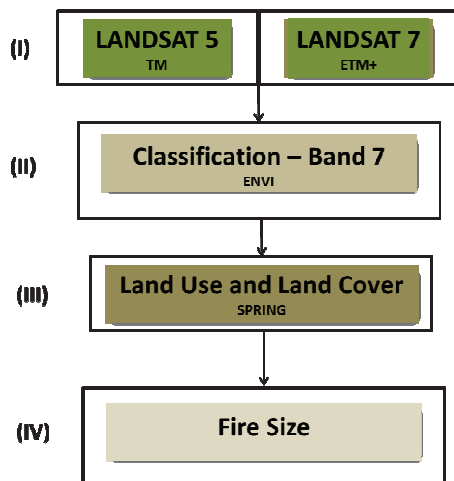 (I)
LANDSAT 5
TM
LANDSAT 7
ETM+
(II)
Classification – Band 7
ENVI
(III)
Land Use and Land Cover
SPRING
(IV)
Fire Size